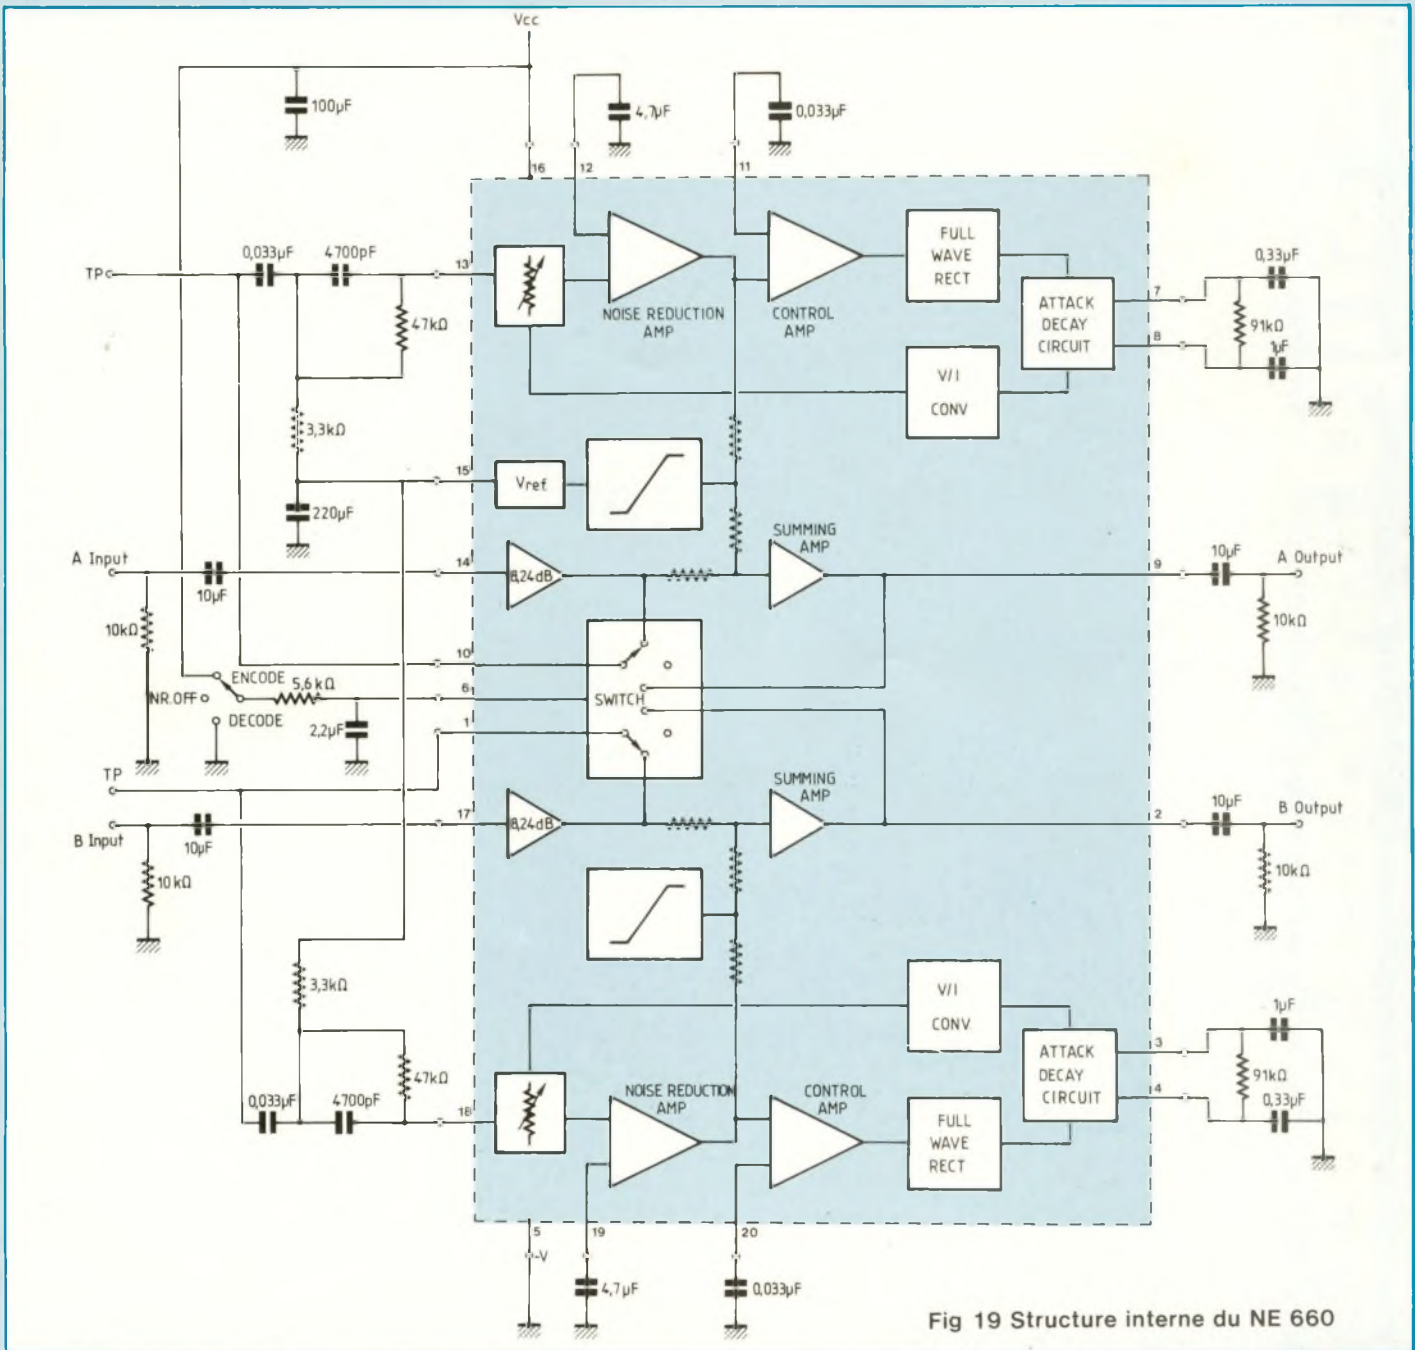 Vcc
100µF
4,7µF
0,033µF
16
12
11
TP
0,033µF
4700pF
13
47kΩ
NOISE REDUCTION
AMP
CONTROL
AMP
FULL
WAVE
RECT
ATTACK
DECAY
CIRCUIT
7
8
0,33µF
91kΩ
1µF
V/I
CONV
3,3kΩ
15
Vref
220µF
A Input
10µF
14
8,24dB
SUMMING
AMP
9
10µF
A Output
10kΩ
10kΩ
10
ENCODE
NR.OFF
5,6kΩ
6
SWITCH
DECODE
2,2µF
1
TP
B Input
10µF
17
8,24dB
SUMMING
AMP
2
10µF
B Output
10kΩ
10kΩ
3,3kΩ
V/I
CONV
1µF
ATTACK
DECAY
CIRCUIT
3
4
91kΩ
0,33µF
47kΩ
0,033µF
4700pF
18
NOISE REDUCTION
AMP
CONTROL
AMP
FULL
WAVE
RECT
5
19
20
-V
4,7µF
0,033µF
Fig 19 Structure interne du NE 660